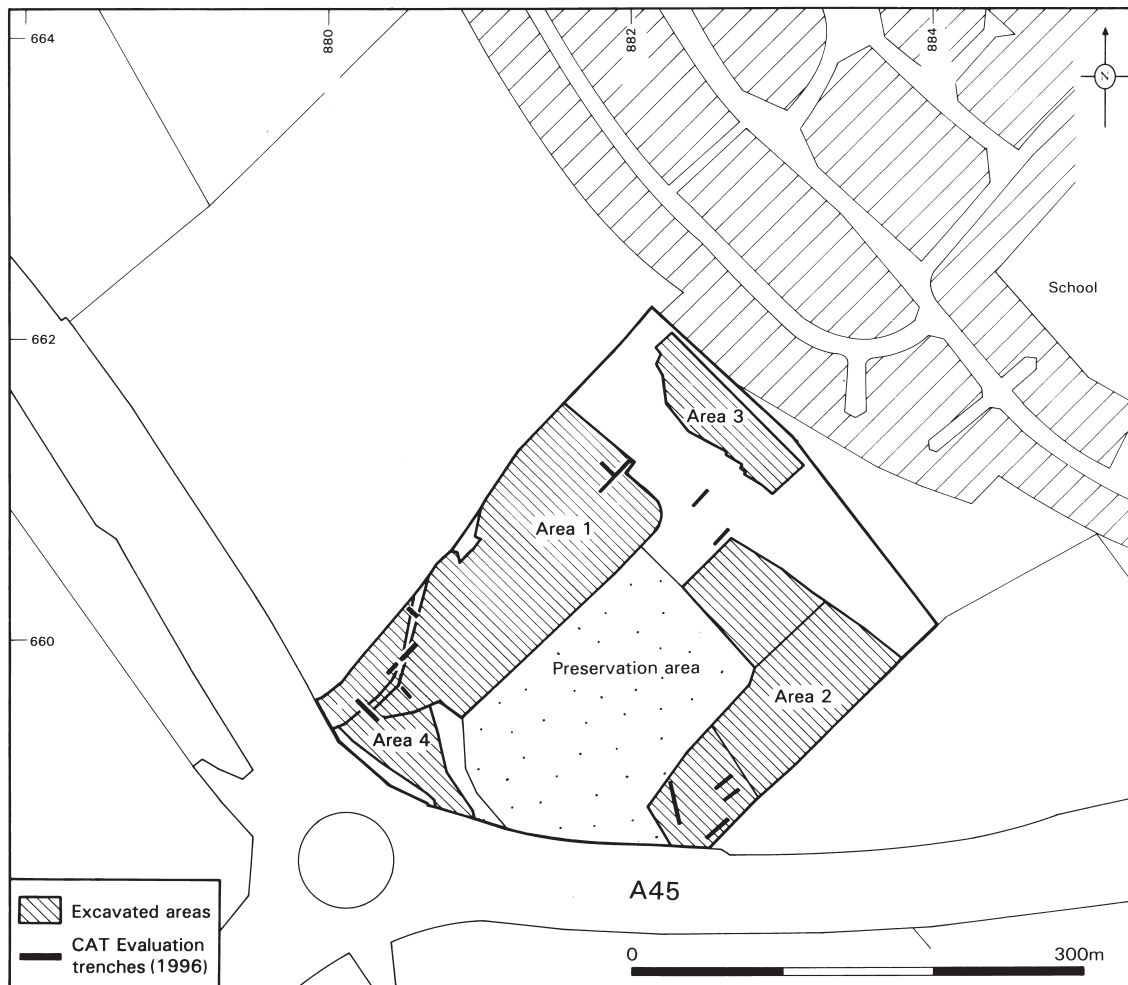 664
880
882
884
N
662
School
Area 3
Area 1
660
Preservation area
Area 2
Area 4
A45
Excavated areas
CAT Evaluation
trenches (1996)
0
300m